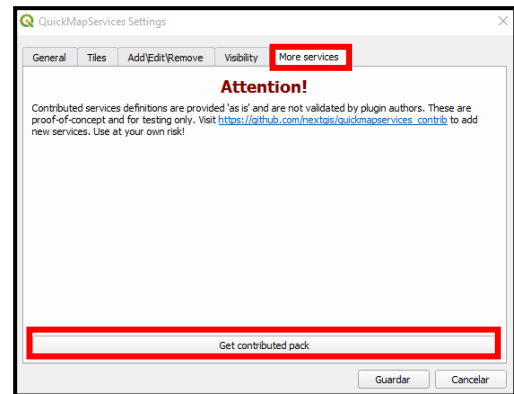 QuickMapServices Settings
General Tiles Add\Edit\Remove Visibility More services
Attention!
Contributed services definitions are provided 'as is' and are not validated by plugin authors. These are
proof-of-concept and for testing only. Visit https://github.com/nextgis/quickmapservices_contrib to add
new services. Use at your own risk!
Get contributed pack
Guardar Cancelar